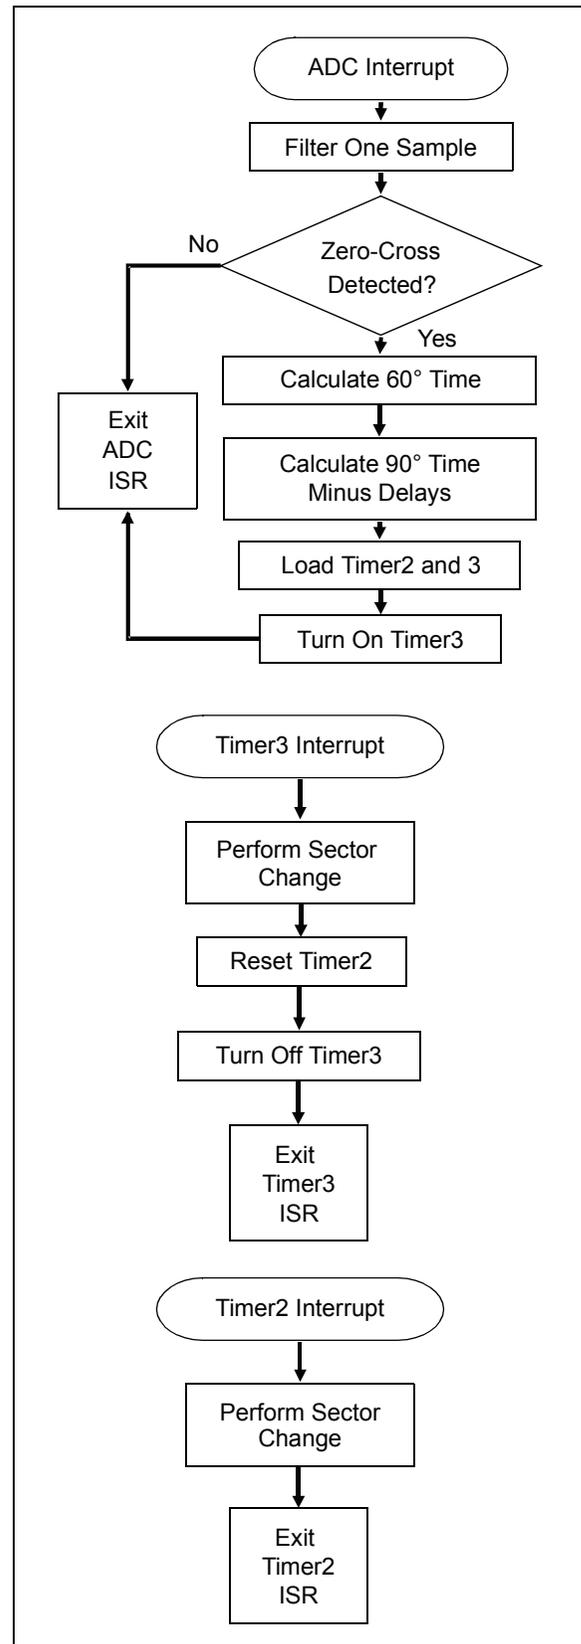 ADC Interrupt
Filter One Sample
No
Zero-Cross
Detected?
Yes
Calculate 60° Time
Exit
ADC
ISR
Calculate 90° Time
Minus Delays
Load Timer2 and 3
Turn On Timer3
Timer3 Interrupt
Perform Sector
Change
Reset Timer2
Turn Off Timer3
Exit
Timer3
ISR
Timer2 Interrupt
Perform Sector
Change
Exit
Timer2
ISR